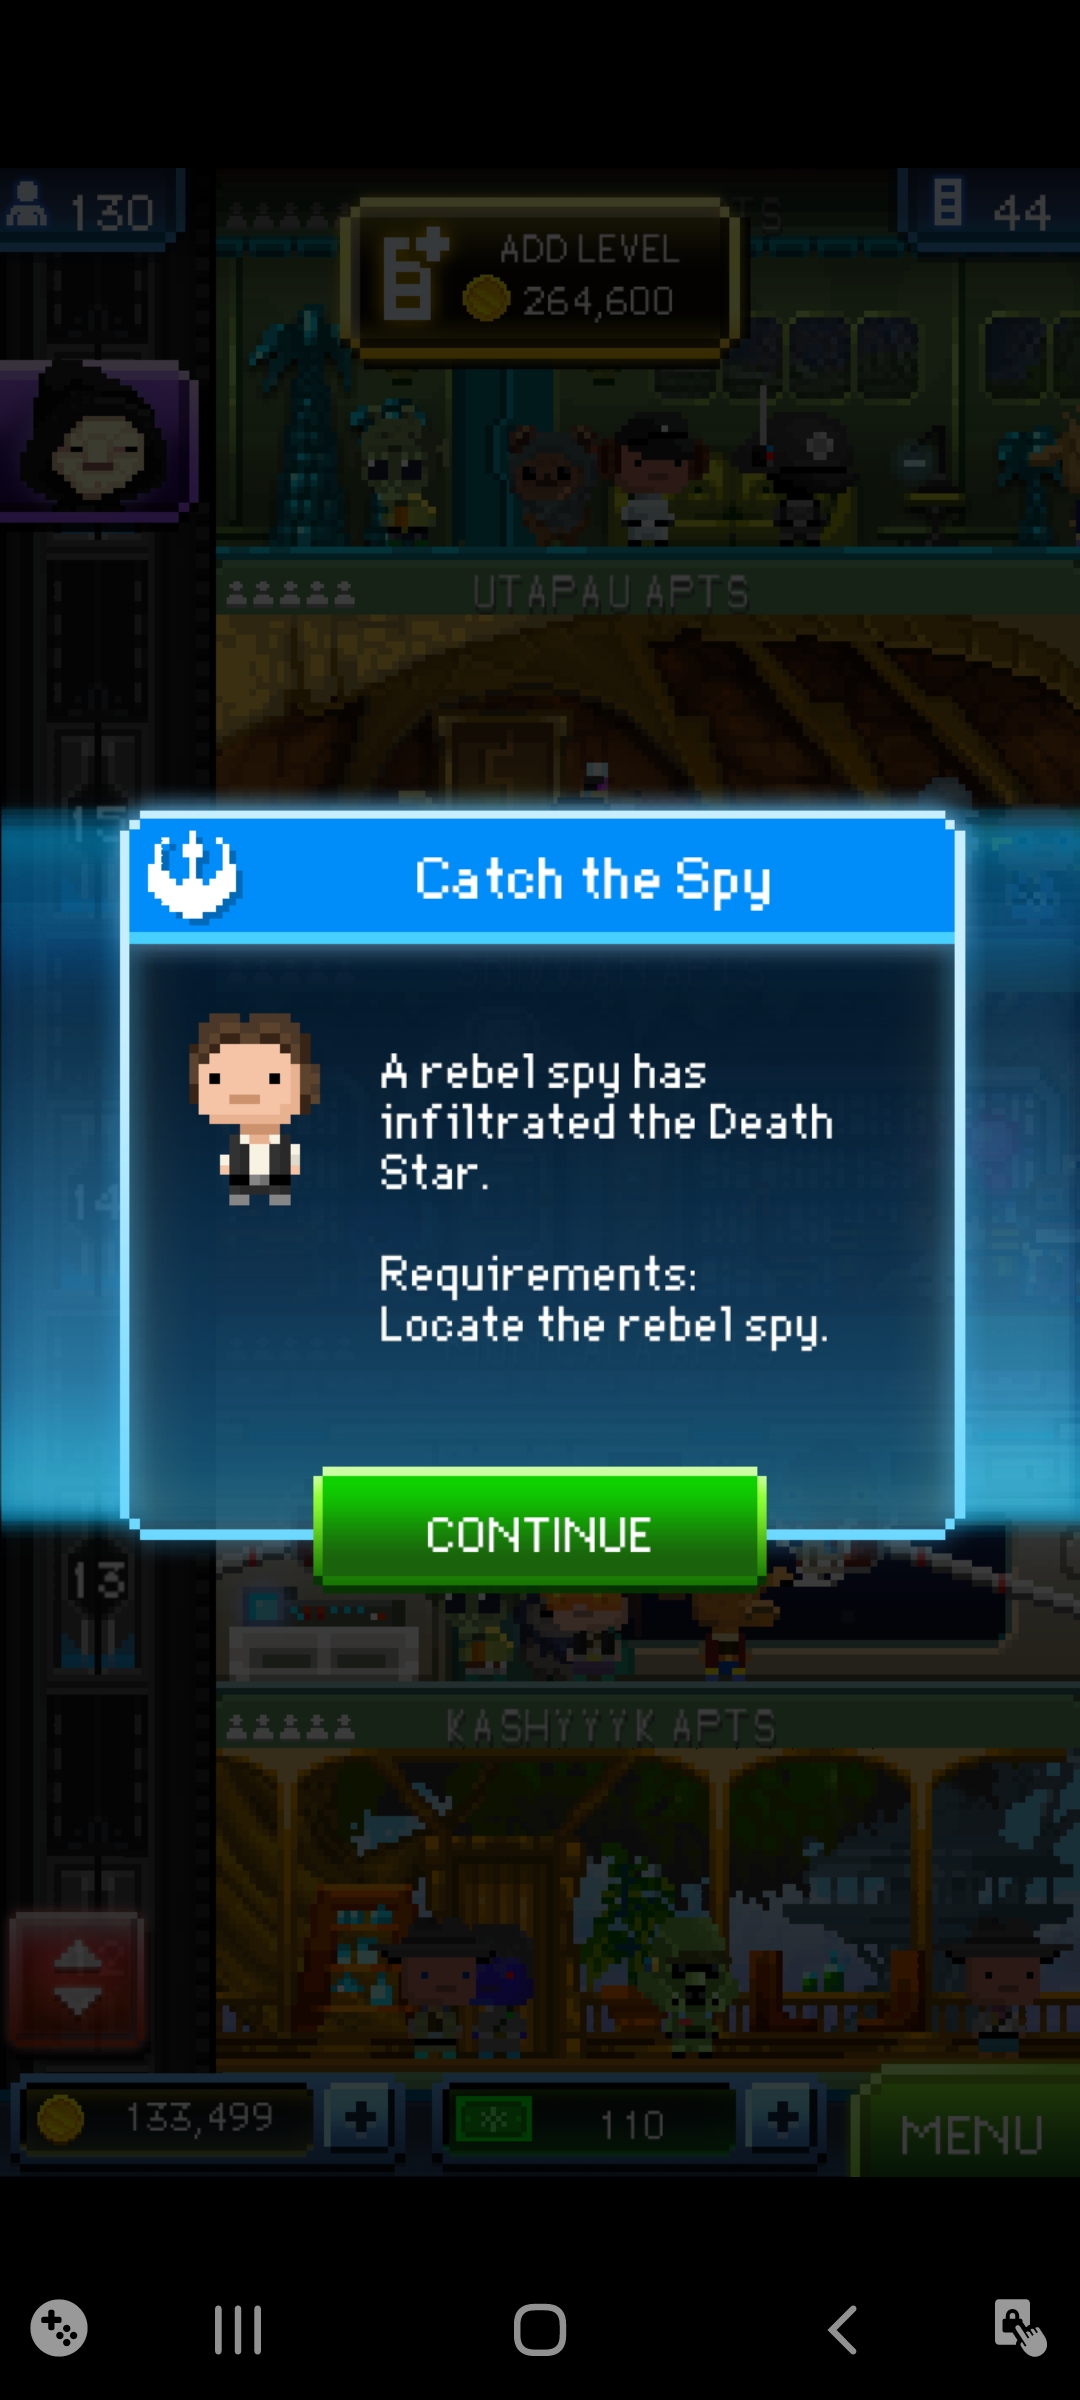 130
44
ADD LEVEL
264,600
UTAPAU APTS
15
Catch the Spy
A rebel spy has
infiltrated the Death
Star.
14
Requirements:
Locate the rebel spy.
CONTINUE
13
KASHYYYK APTS
133,499
110
MENU